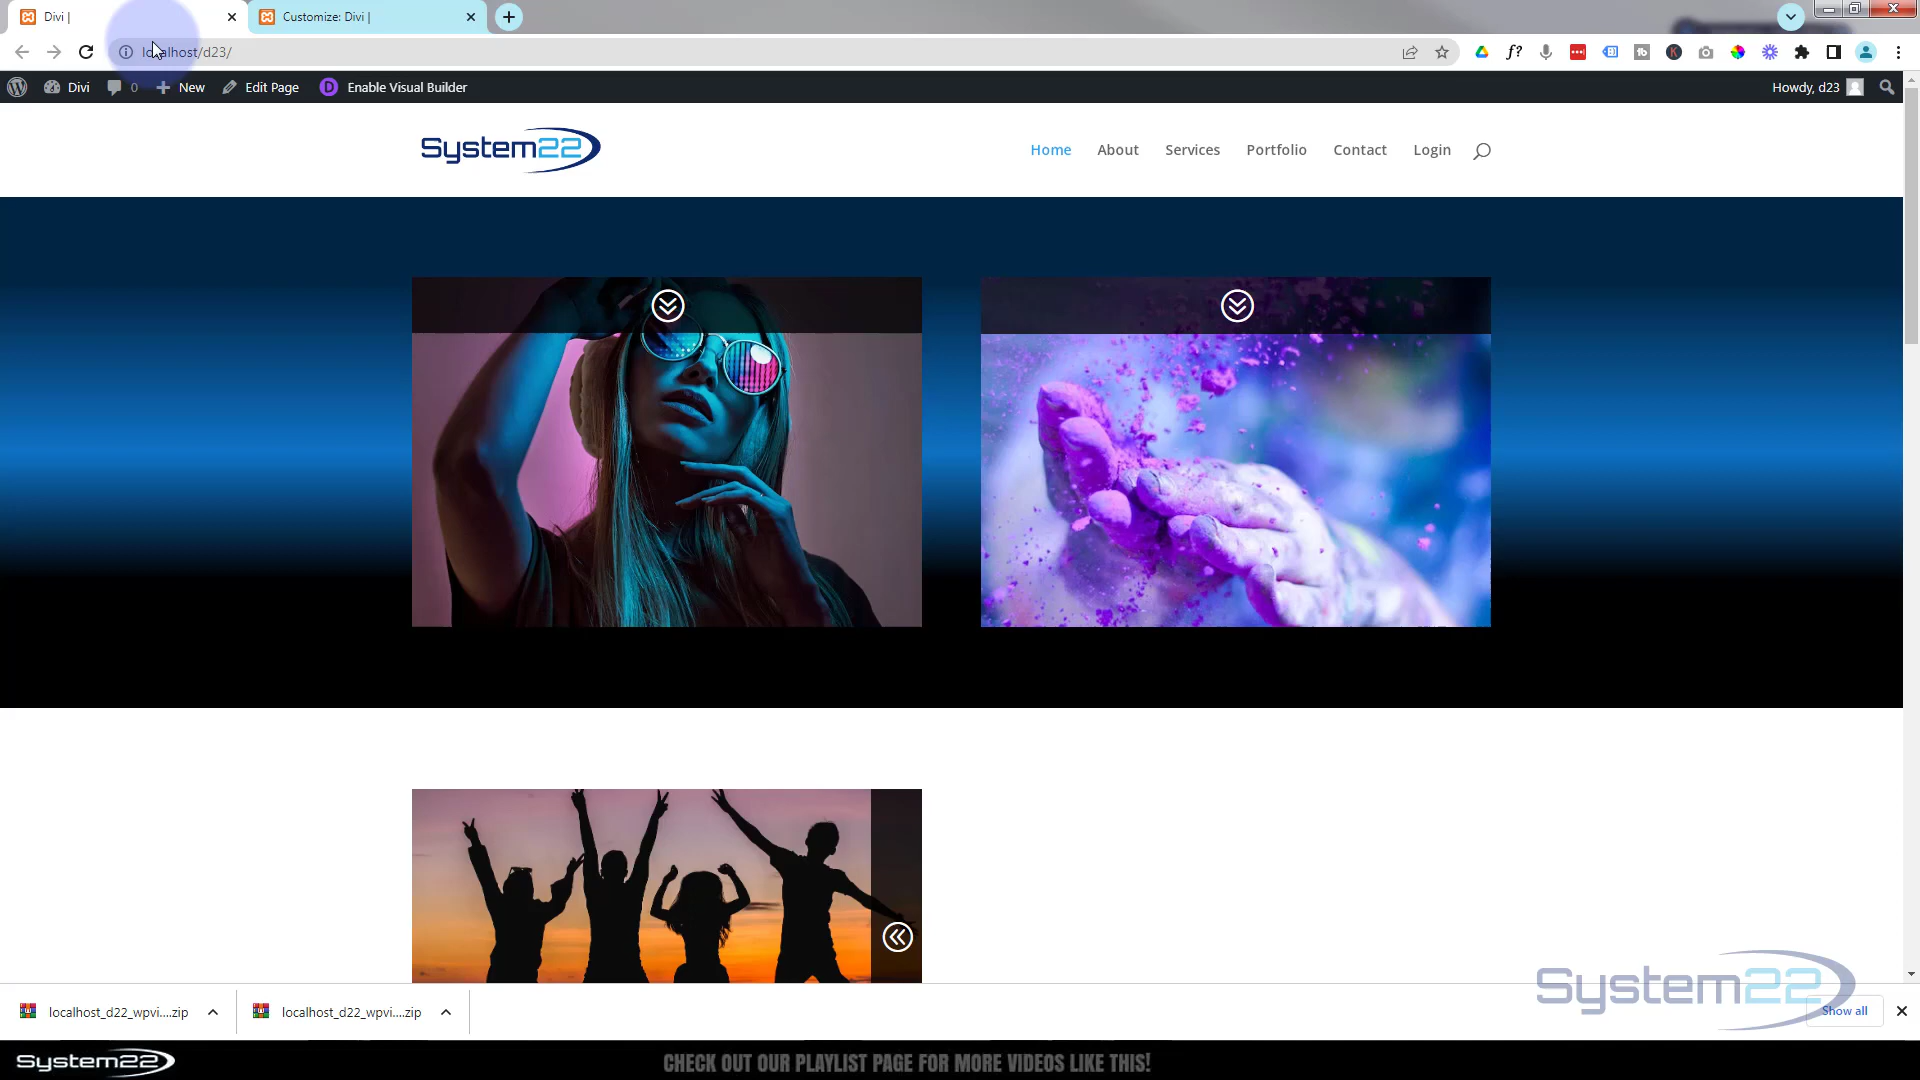 Divi |
Customize: Divi |
localhost/d23/
Divi
0
New
Edit Page
Enable Visual Builder
Howdy, d23
System22
Home
About
Services
Portfolio
Contact
Login
localhost_d22_wpvi....zip
localhost_d22_wpvi....zip
System22
Show all
System22
CHECK OUT OUR PLAYLIST PAGE FOR MORE VIDEOS LIKE THIS!